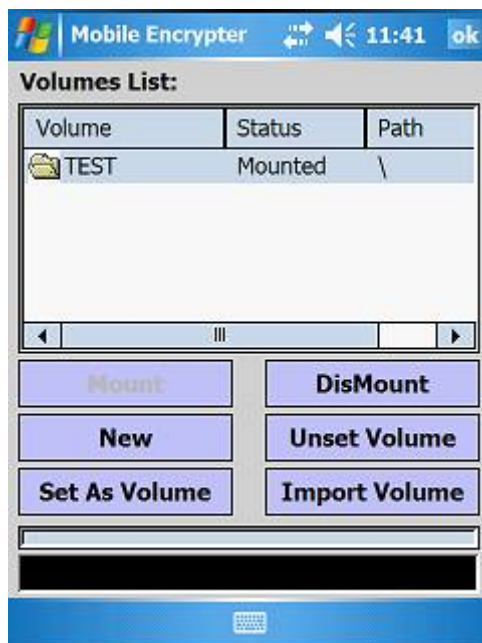 Mobile Encrypter 11:41 ok
Volumes List:
Volume Status Path
TEST Mounted \
Mount DisMount
New Unset Volume
Set As Volume Import Volume